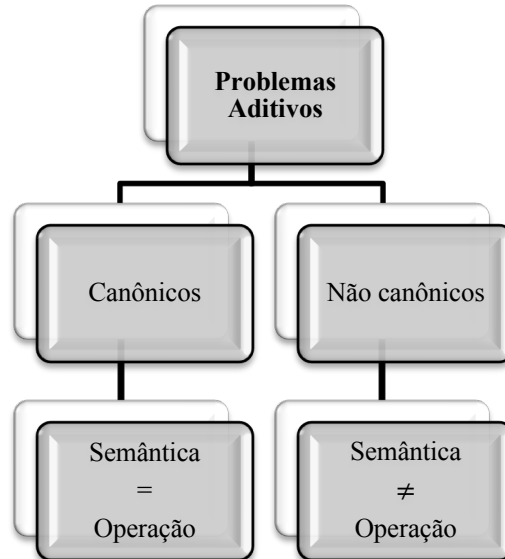 Problemas
Aditivos
Canônicos
Não canônicos
Semântica
=
Operação
Semântica
≠
Operação